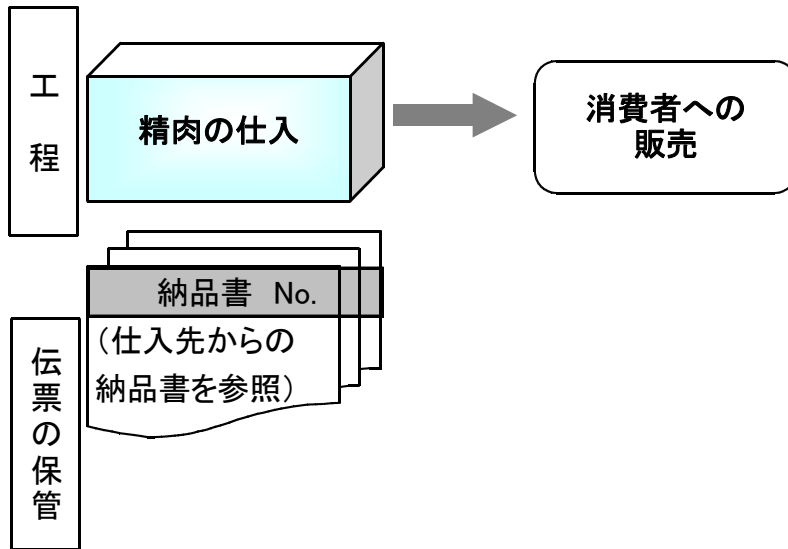 工程
精肉の仕入
消費者への
販売
納品書 No.
(仕入先からの
納品書を参照)
伝票の保管